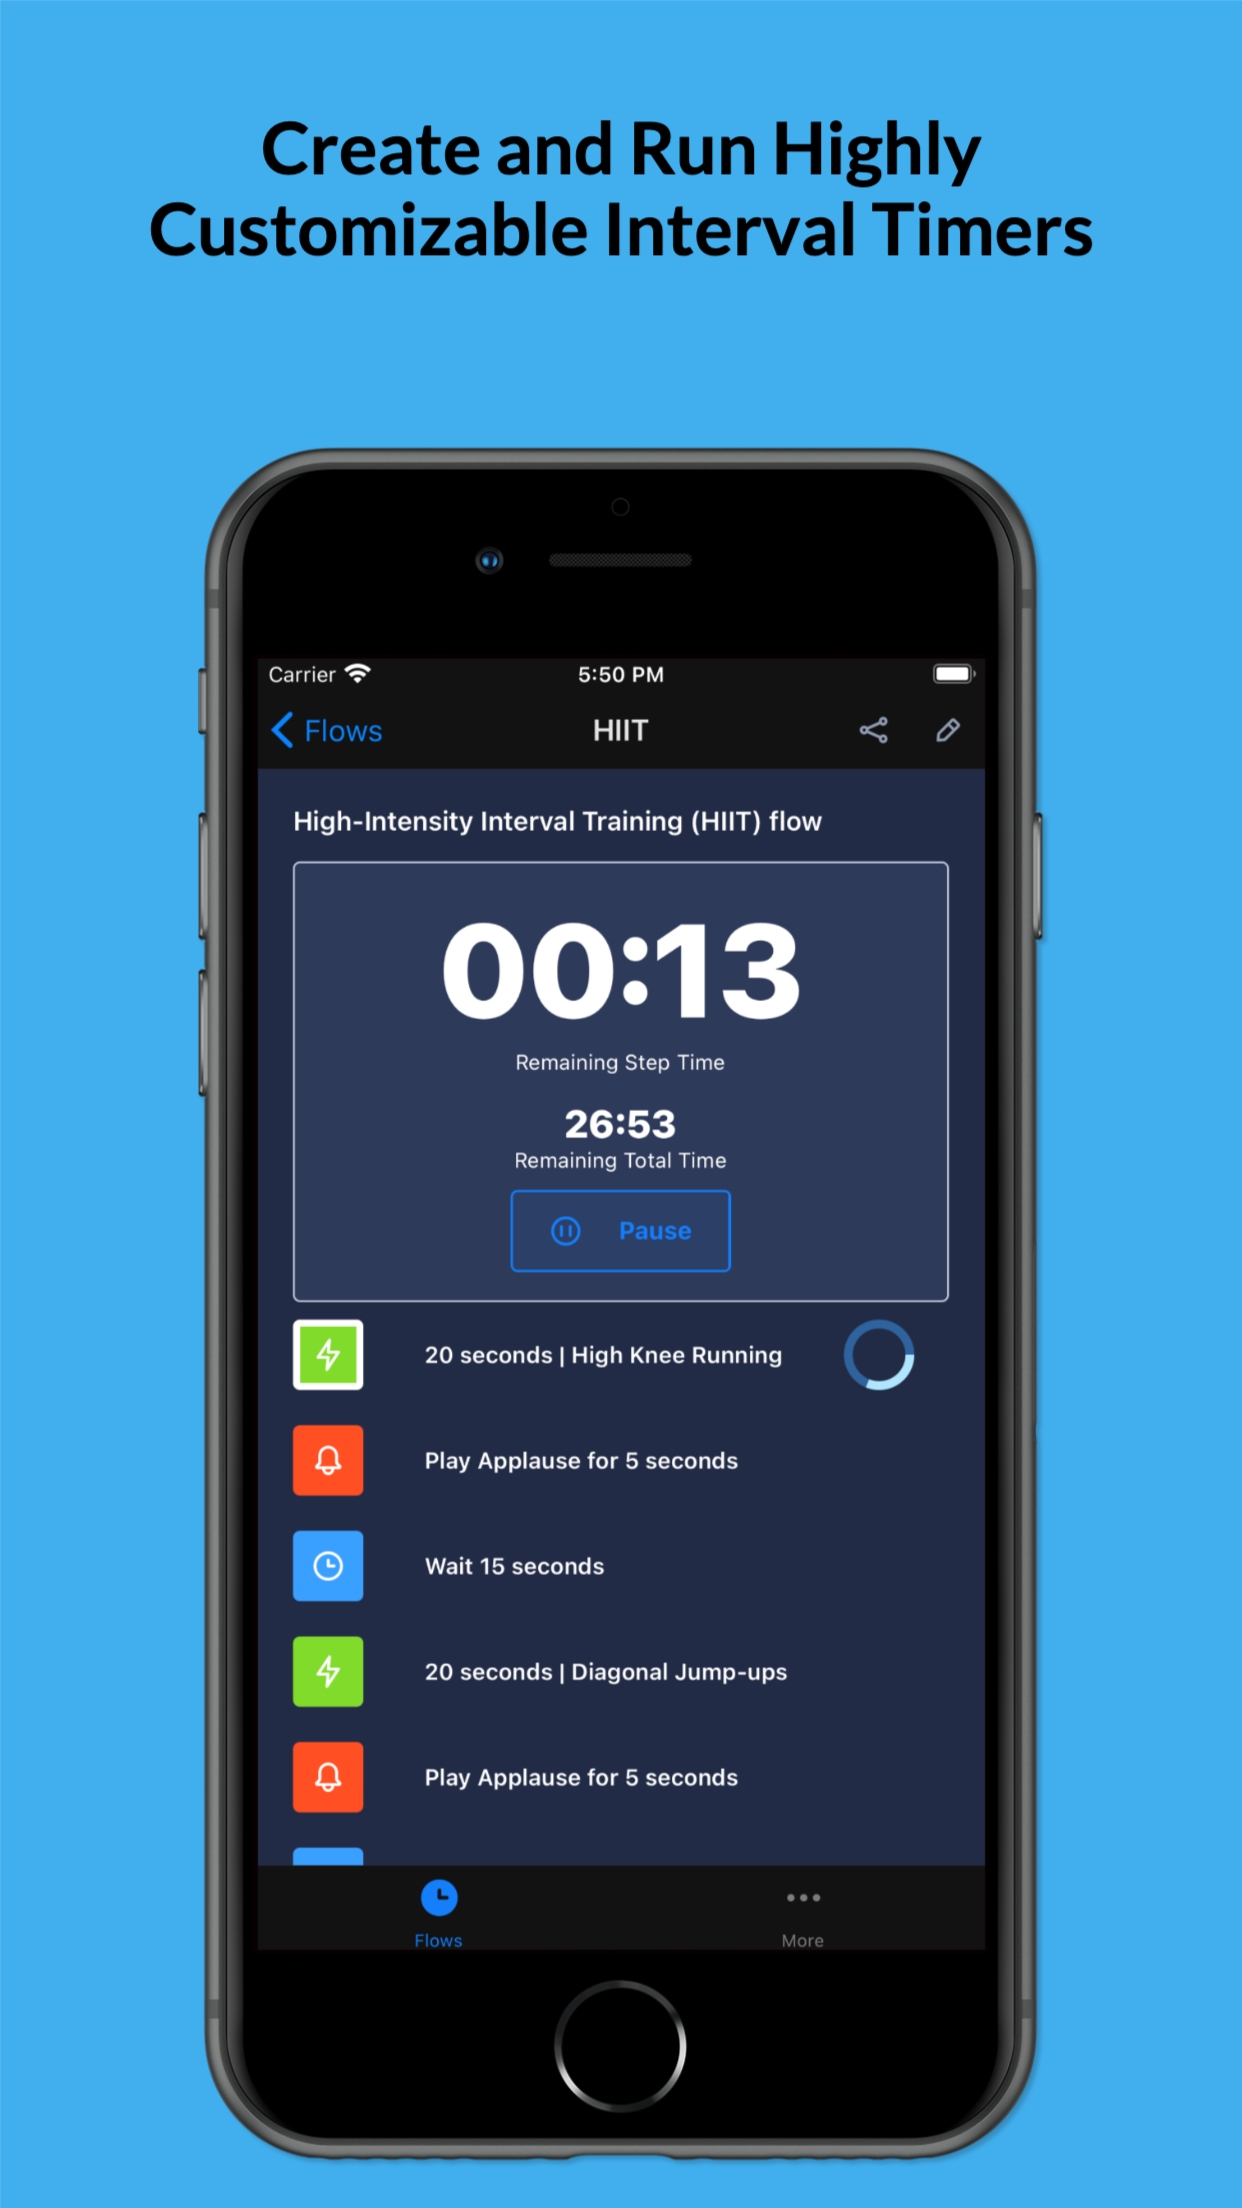 Create and Run Highly
Customizable Interval Timers
Carrier 5:50 PM
Flows HIIT
High-Intensity Interval Training (HIIT) flow
00:13
Remaining Step Time
26:53
Remaining Total Time
Pause
20 seconds | High Knee Running
Play Applause for 5 seconds
Wait 15 seconds
20 seconds | Diagonal Jump-ups
Play Applause for 5 seconds
Flows More